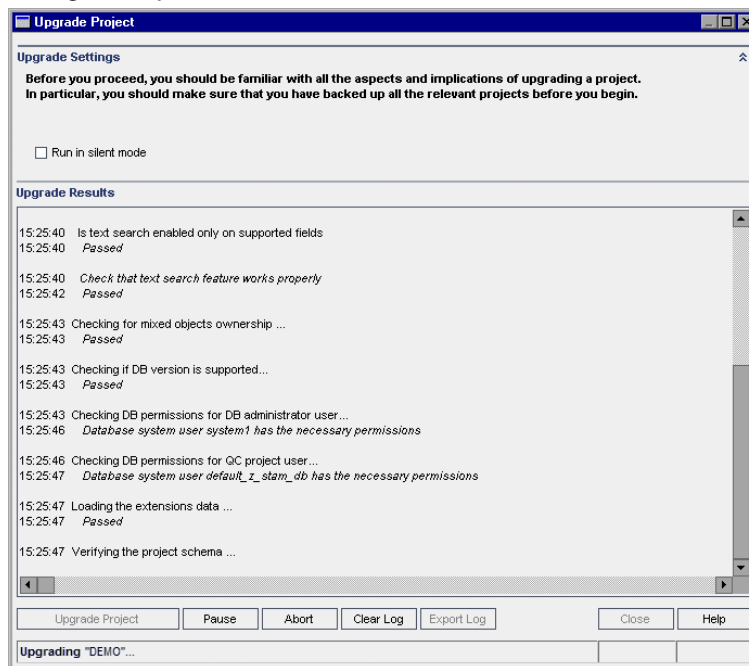 Upgrade Project
Upgrade Settings
Before you proceed, you should be familiar with all the aspects and implications of upgrading a project.
In particular, you should make sure that you have backed up all the relevant projects before you begin.
Run in silent mode
Upgrade Results
15:25:40 Is text search enabled only on supported fields
15:25:40 Passed
15:25:40 Check that text search feature works properly
15:25:42 Passed
15:25:43 Checking for mixed objects ownership ...
15:25:43 Passed
15:25:43 Checking if DB version is supported...
15:25:43 Passed
15:25:43 Checking DB permissions for DB administrator user...
15:25:46 Database system user system1 has the necessary permissions
15:25:46 Checking DB permissions for QC project user...
15:25:47 Database system user default_z_stam_db has the necessary permissions
15:25:47 Loading the extensions data ...
15:25:47 Passed
15:25:47 Verifying the project schema ...
Upgrade Project Pause Abort Clear Log Export Log Close Help
Upgrading "DEMO"...